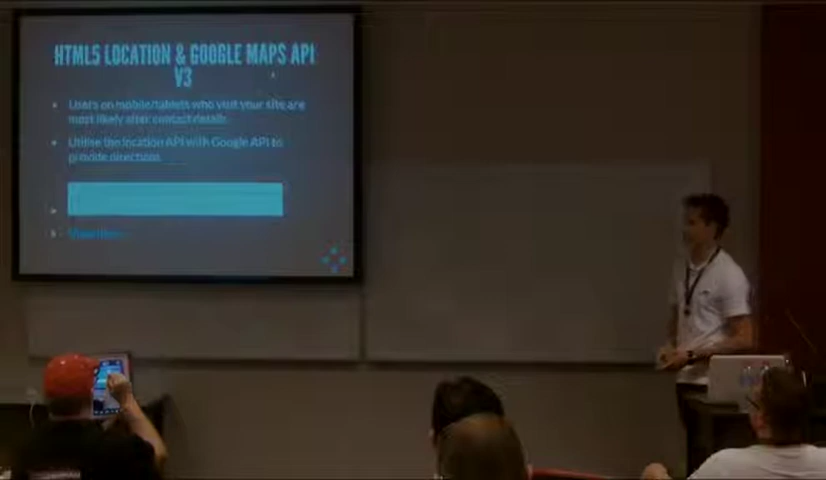 HTML5 LOCATION & GOOGLE MAPS API
V3
Users on mobile/tablets who visit your site are
most likely after contact details
Utilise the location API with Google API to
provide directions